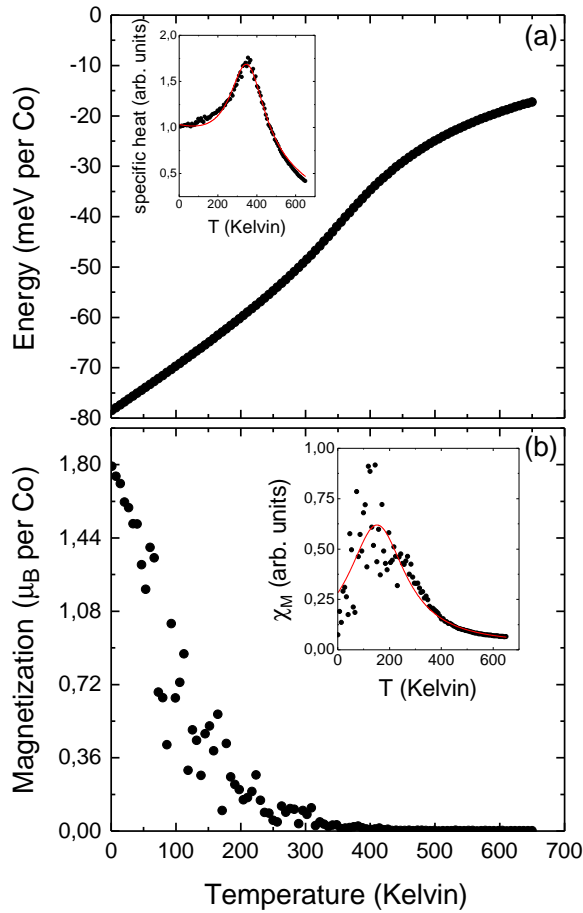 0
-10
-20
-30
-40
-50
-60
-70
-80
Energy (meV per Co)
(a)
2,0
1,5
1,0
0,5
specific heat (arb. units)
0 200 400 600
T (Kelvin)
(b)
1,80
1,44
1,08
0,72
0,36
0,00
Magnetization (μB per Co)
1,00
0,75
0,50
0,25
0,00
χM (arb. units)
0 200 400 600
T (Kelvin)
0 100 200 300 400 500 600 700
Temperature (Kelvin)